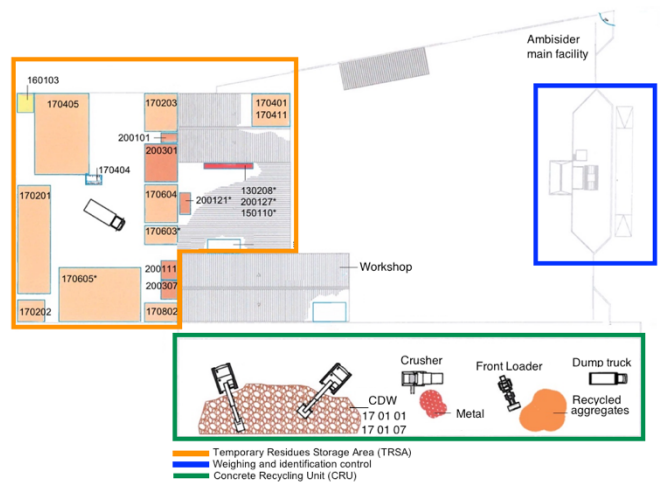 Ambisider
main facility
160103
170405
170203
170401
170411
200101
200301
170404
130208*
200127*
150110*
170201
170604
200121*
170603*
200111
Workshop
170605*
200307
170202
170802
Crusher
Front Loader
Dump truck
CDW
17 01 01
17 01 07
Metal
Recycled
aggregates
Temporary Residues Storage Area (TRSA)
Weighing and identification control
Concrete Recycling Unit (CRU)